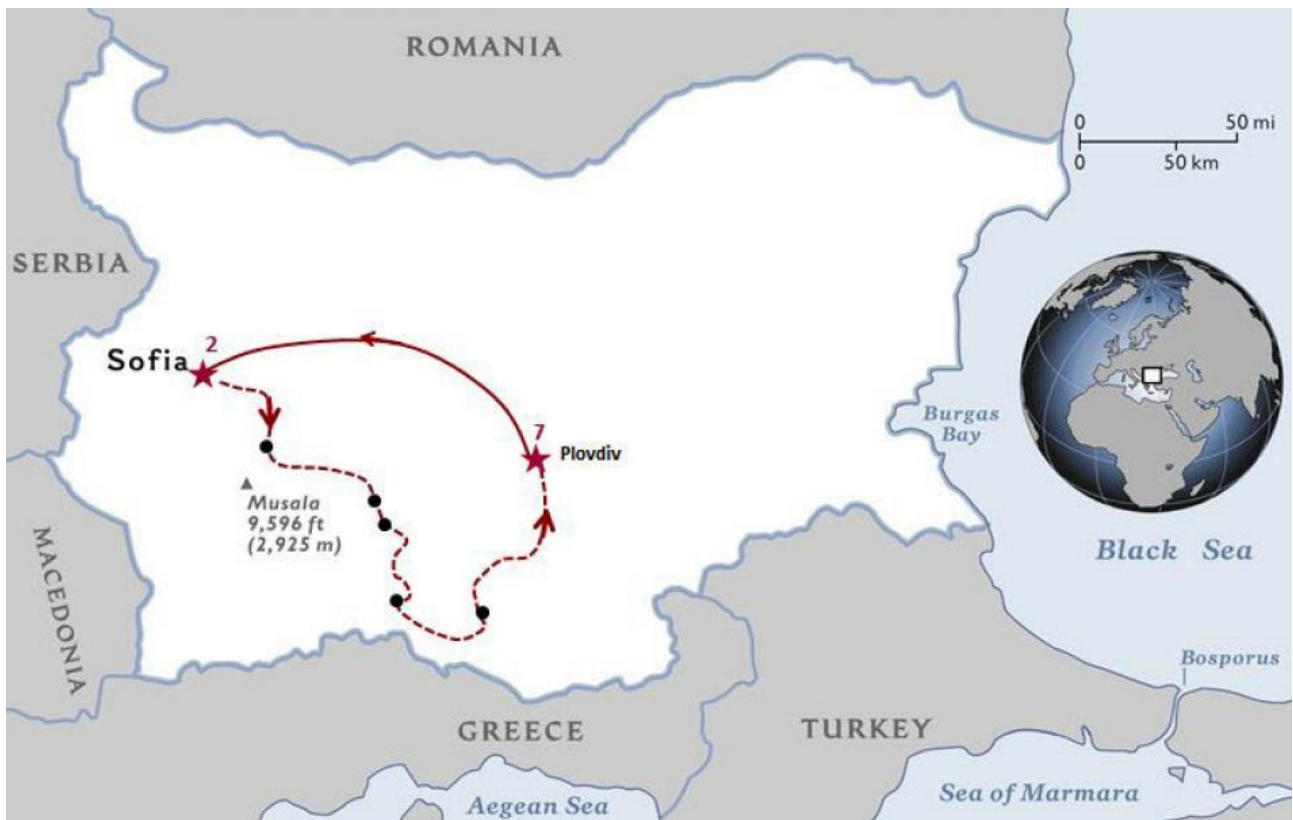 ROMANIA
0 50 mi
0 50 km
SERBIA
2
Sofia
7
Plovdiv
Burgas
Bay
Musala
9,596 ft
(2,925 m)
MACEDONIA
Black Sea
Bosporus
GREECE
TURKEY
Aegean Sea
Sea of Marmara